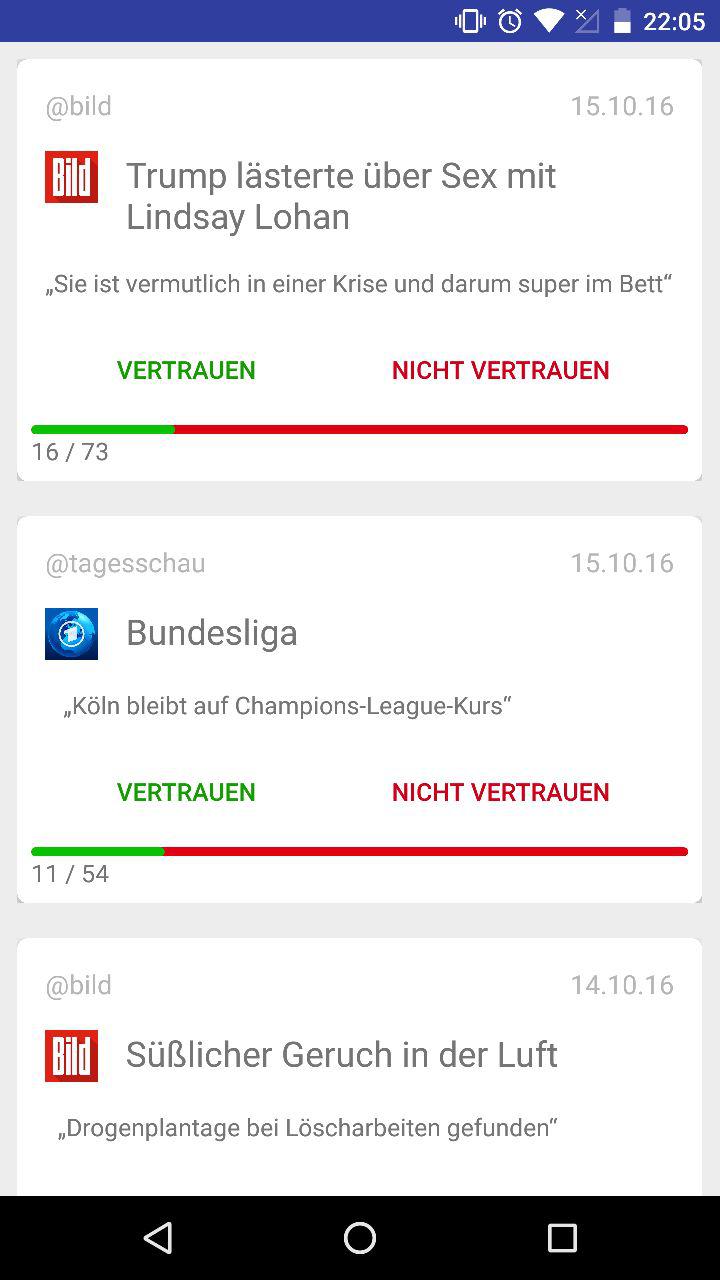 22:05
@bild 15.10.16
Bild Trump lästerte über Sex mit
Lindsay Lohan
„Sie ist vermutlich in einer Krise und darum super im Bett“
VERTRAUEN NICHT VERTRAUEN
16 / 73
@tagesschau 15.10.16
1 Bundesliga
„Köln bleibt auf Champions-League-Kurs“
VERTRAUEN NICHT VERTRAUEN
11 / 54
@bild 14.10.16
Bild Süßlicher Geruch in der Luft
„Drogenplantage bei Löscharbeiten gefunden“